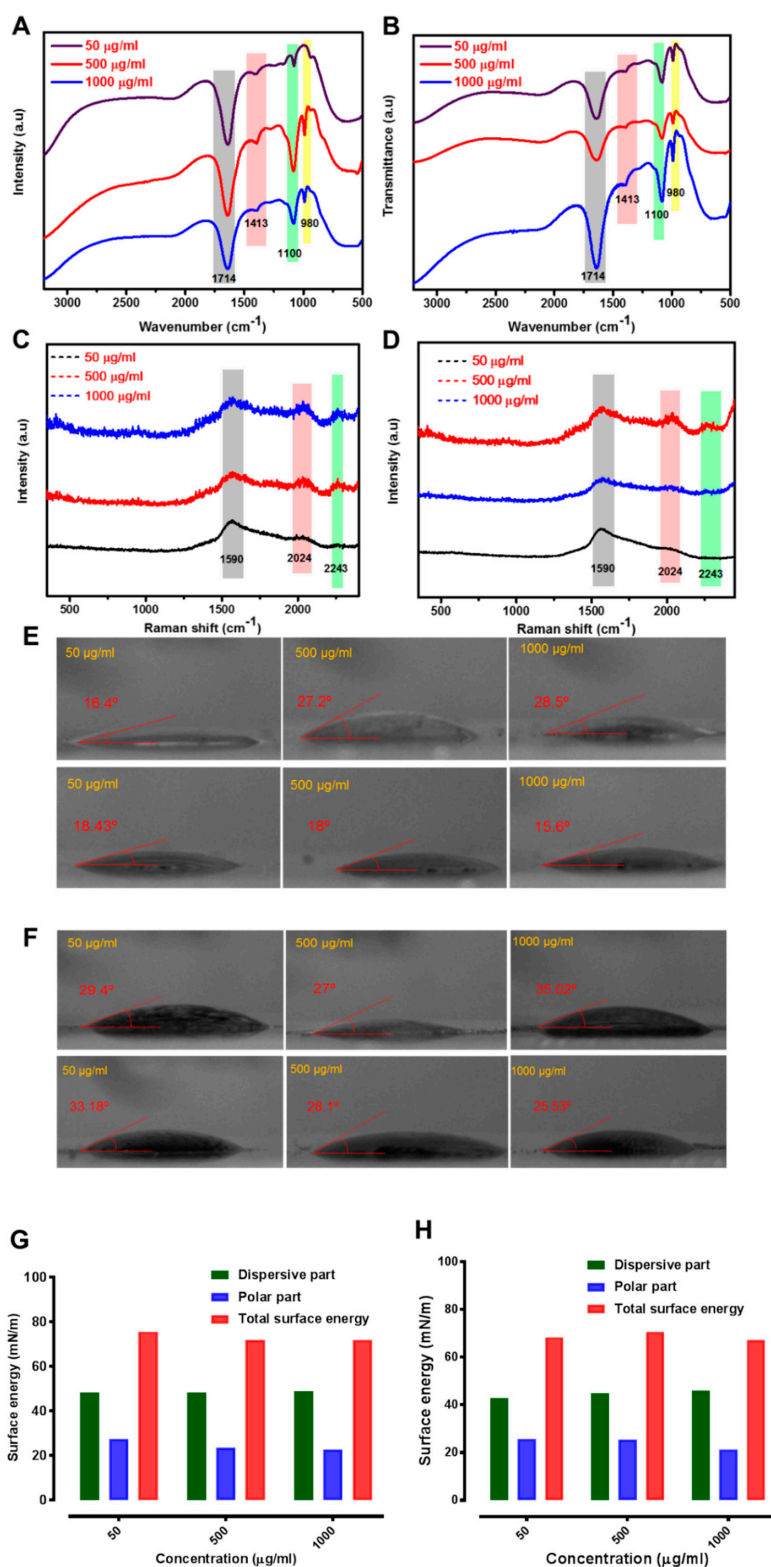 A
50 µg/ml
500 µg/ml
1000 µg/ml
Intensity (a.u)
1714
1413
1100
980
3000 2500 2000 1500 1000 500
Wavenumber (cm-1)
B
50 µg/ml
500 µg/ml
1000 µg/ml
Transmittance (a.u)
1714
1413
1100
980
3000 2500 2000 1500 1000 500
Wavenumber (cm-1)
C
50 µg/ml
500 µg/ml
1000 µg/ml
Intensity (a.u)
1590
2024
2243
500 1000 1500 2000
Raman shift (cm-1)
D
50 µg/ml
500 µg/ml
1000 µg/ml
Intensity (a.u)
1590
2024
2243
500 1000 1500 2000
Raman shift (cm-1)
E
50 µg/ml
16.4º
500 µg/ml
27.2º
1000 µg/ml
28.5º
50 µg/ml
18.43º
500 µg/ml
18º
1000 µg/ml
15.6º
F
50 µg/ml
29.4º
500 µg/ml
27º
1000 µg/ml
35.02º
50 µg/ml
33.18º
500 µg/ml
28.1º
1000 µg/ml
25.53º
G
Dispersive part
Polar part
Total surface energy
Surface energy (mN/m)
100
80
60
40
20
0
50 500 1000
Concentration (µg/ml)
H
Dispersive part
Polar part
Total surface energy
Surface energy (mN/m)
100
80
60
40
20
0
50 500 1000
Concentration (µg/ml)